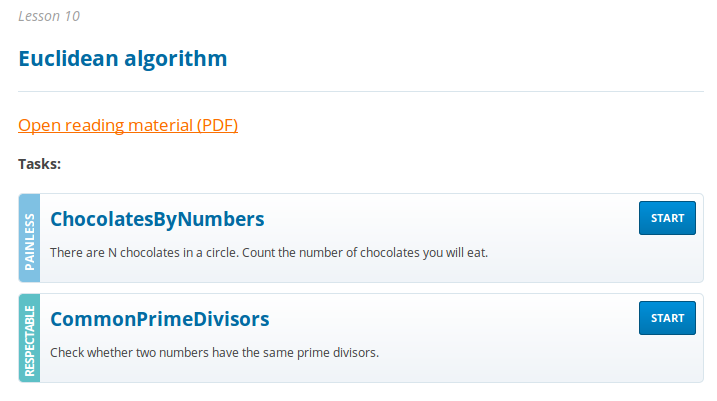 Lesson 10
Euclidean algorithm
Open reading material (PDF)
Tasks:
PAINLESS
ChocolatesByNumbers
START
There are N chocolates in a circle. Count the number of chocolates you will eat.
RESPECTABLE
CommonPrimeDivisors
START
Check whether two numbers have the same prime divisors.